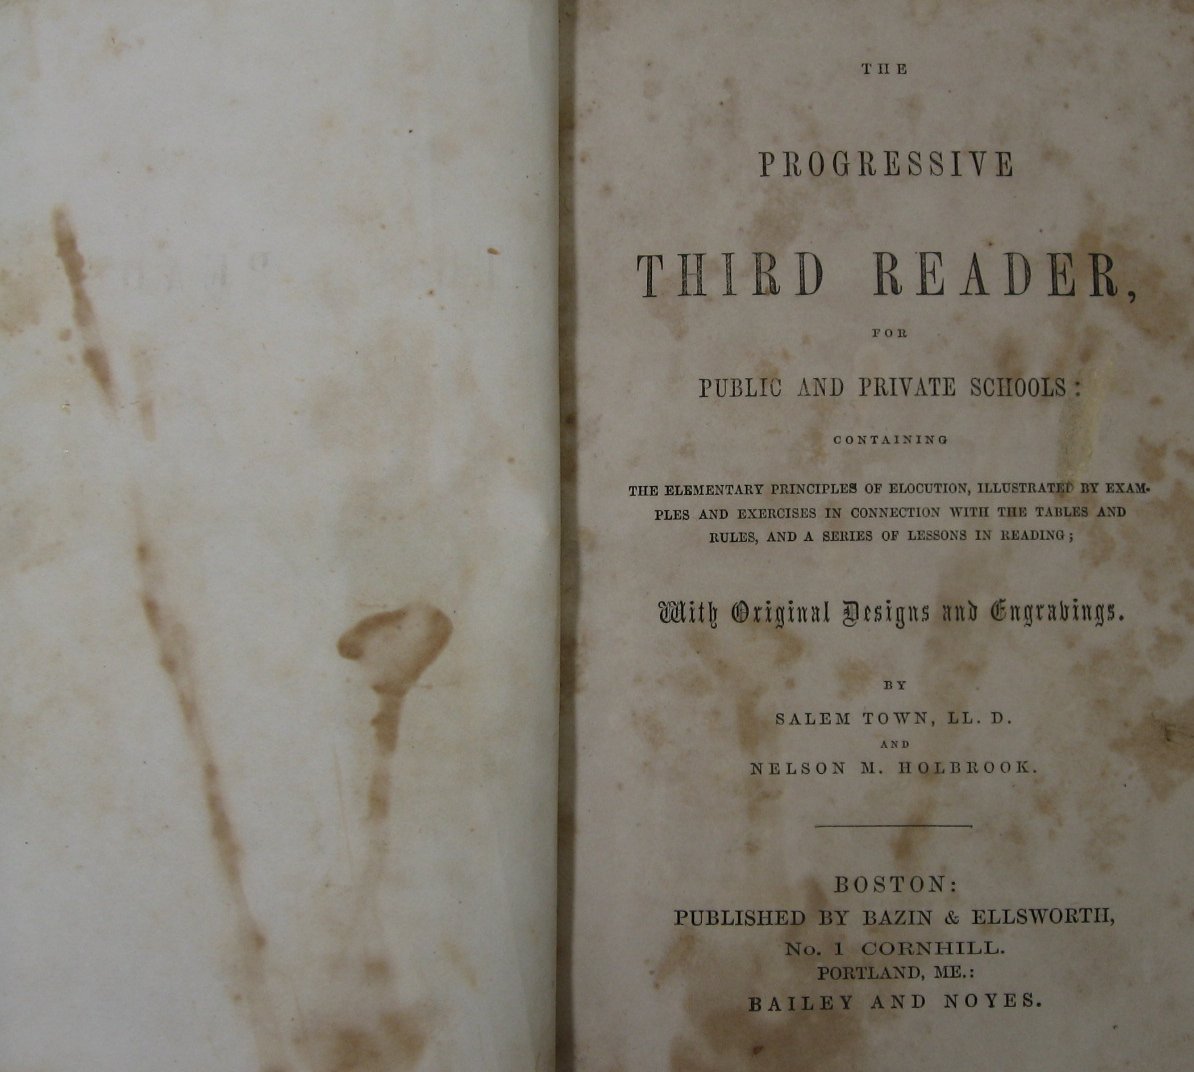 THE
PROGRESSIVE
THIRD READER,
FOR
PUBLIC AND PRIVATE SCHOOLS:
CONTAINING
THE ELEMENTARY PRINCIPLES OF ELOCUTION, ILLUSTRATED BY EXAM-
PLES AND EXERCISES IN CONNECTION WITH THE TABLES AND
RULES, AND A SERIES OF LESSONS IN READING;
With Original Designs and Engravings.
BY
SALEM TOWN, LL. D.
AND
NELSON M. HOLBROOK.
BOSTON:
PUBLISHED BY BAZIN & ELLSWORTH,
No. 1 CORNHILL.
PORTLAND, ME.:
BAILEY AND NOYES.